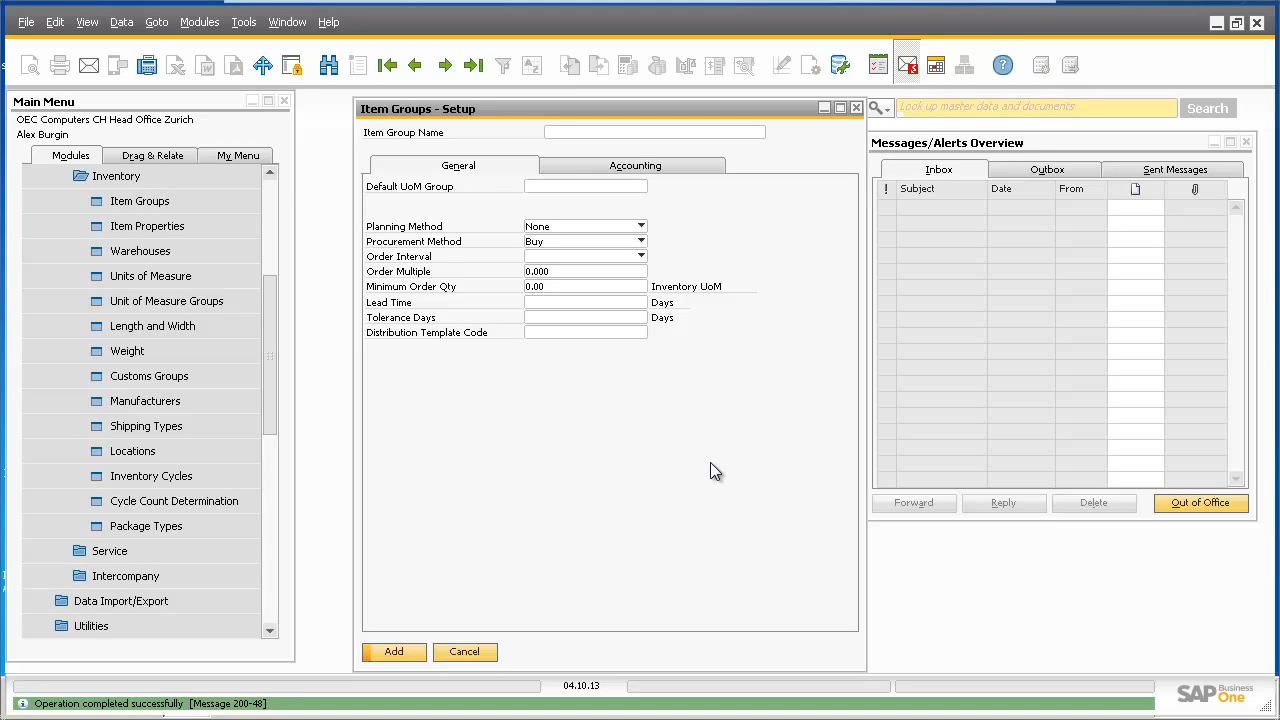 File Edit View Data Goto Modules Tools Window Help
Main Menu
OEC Computers CH Head Office Zurich
Alex Burgin
Modules Drag & Relate My Menu
Inventory
Item Groups
Item Properties
Warehouses
Units of Measure
Unit of Measure Groups
Length and Width
Weight
Customs Groups
Manufacturers
Shipping Types
Locations
Inventory Cycles
Cycle Count Determination
Package Types
Service
Intercompany
Data Import/Export
Utilities
Item Groups - Setup
Item Group Name
General Accounting
Default UoM Group
Planning Method None
Procurement Method Buy
Order Interval
Order Multiple 0.000
Minimum Order Qty 0.00 Inventory UoM
Lead Time Days
Tolerance Days Days
Distribution Template Code
Add Cancel
Look up master data and documents Search
Messages/Alerts Overview
Inbox Outbox Sent Messages
! Subject Date From
Forward Reply Delete Out of Office
04.10.13
Operation completed successfully [Message 200-48]
SAP Business One